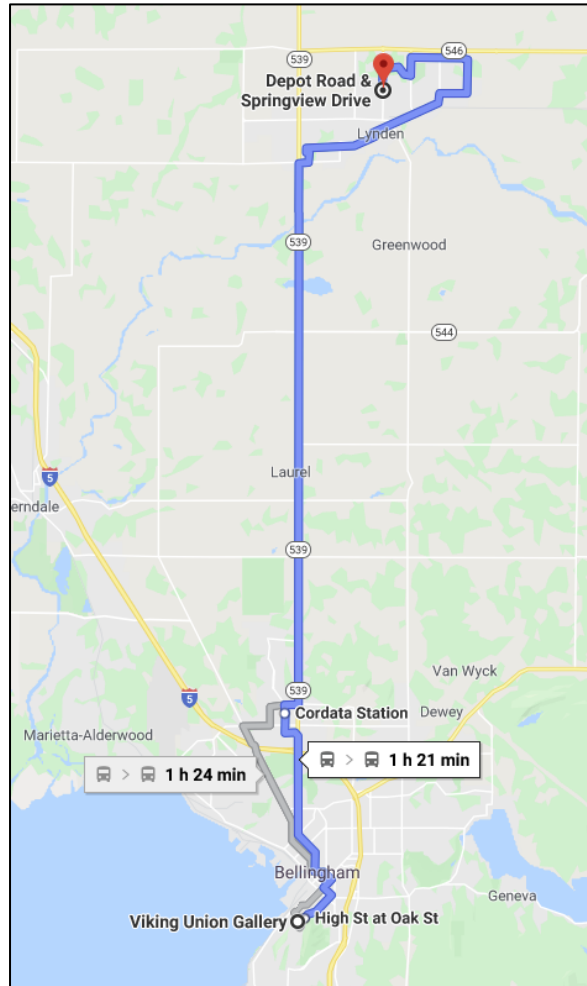 539
546
Depot Road &
Springview Drive
Lynden
539
Greenwood
544
Laurel
5
erndale
539
Van Wyck
539
5
Cordata Station
Dewey
Marietta-Alderwood
1 h 21 min
1 h 24 min
Bellingham
Geneva
High St at Oak St
Viking Union Gallery